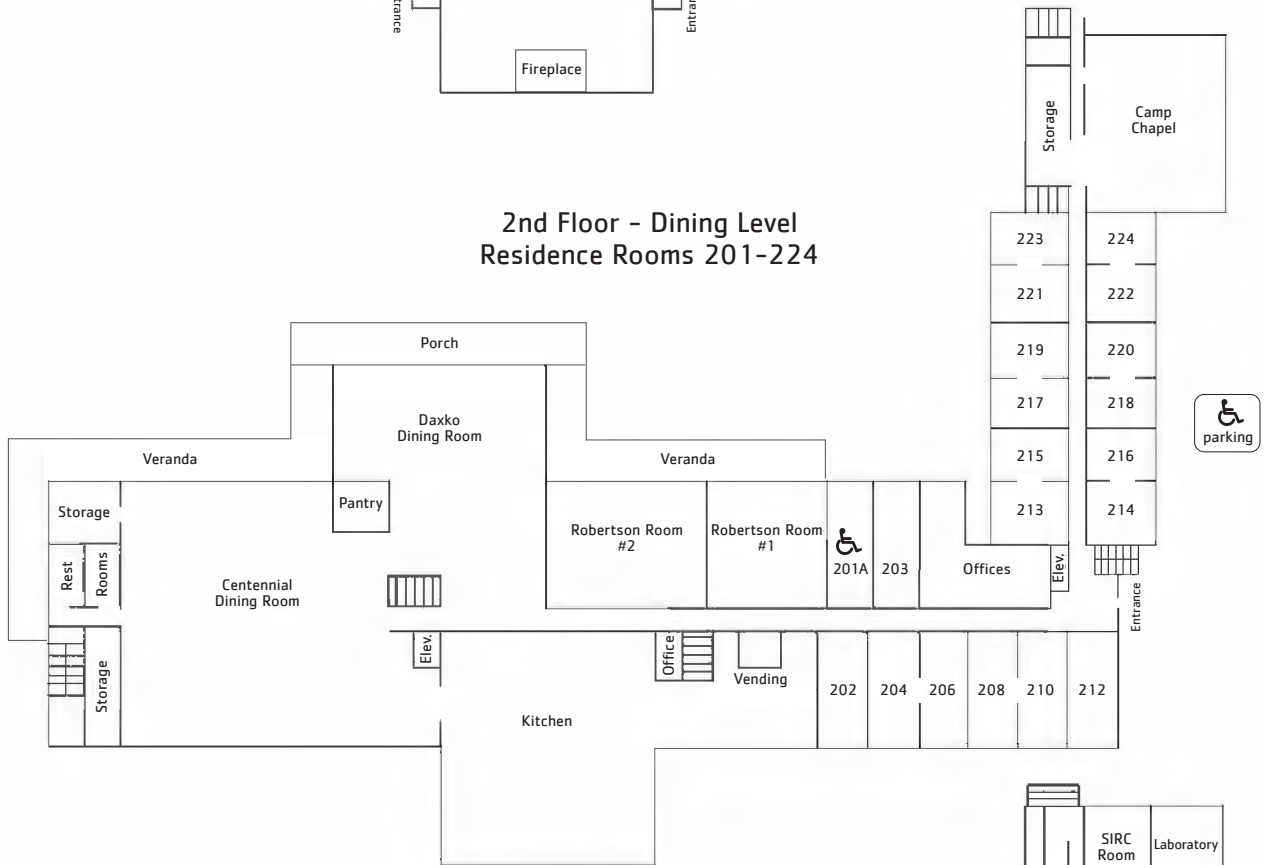 Entrance
Fireplace
Storage
Camp
Chapel
2nd Floor - Dining Level
Residence Rooms 201-224
223
224
221
222
219
220
217
218
parking
215
216
213
214
Porch
Daxko
Dining Room
Veranda
Veranda
Storage
Pantry
Robertson Room
#2
Robertson Room
#1
201A
203
Offices
Elev.
Entrance
Rest
Rooms
Centennial
Dining Room
Elev.
Office
Vending
Storage
Kitchen
202
204
206
208
210
212
SIRC
Room
Laboratory